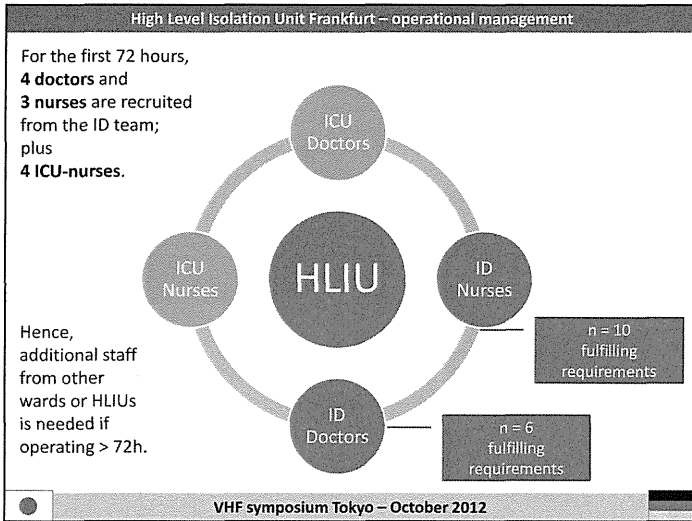 High Level Isolation Unit Frankfurt – operational management
For the first 72 hours,
4 doctors and
3 nurses are recruited
from the ID team;
plus
4 ICU-nurses.
ICU
Doctors
ICU
Nurses
HLIU
ID
Nurses
n = 10
fulfilling
requirements
Hence,
additional staff
from other
wards or HLIUs
is needed if
operating > 72h.
ID
Doctors
n = 6
fulfilling
requirements
VHF symposium Tokyo – October 2012